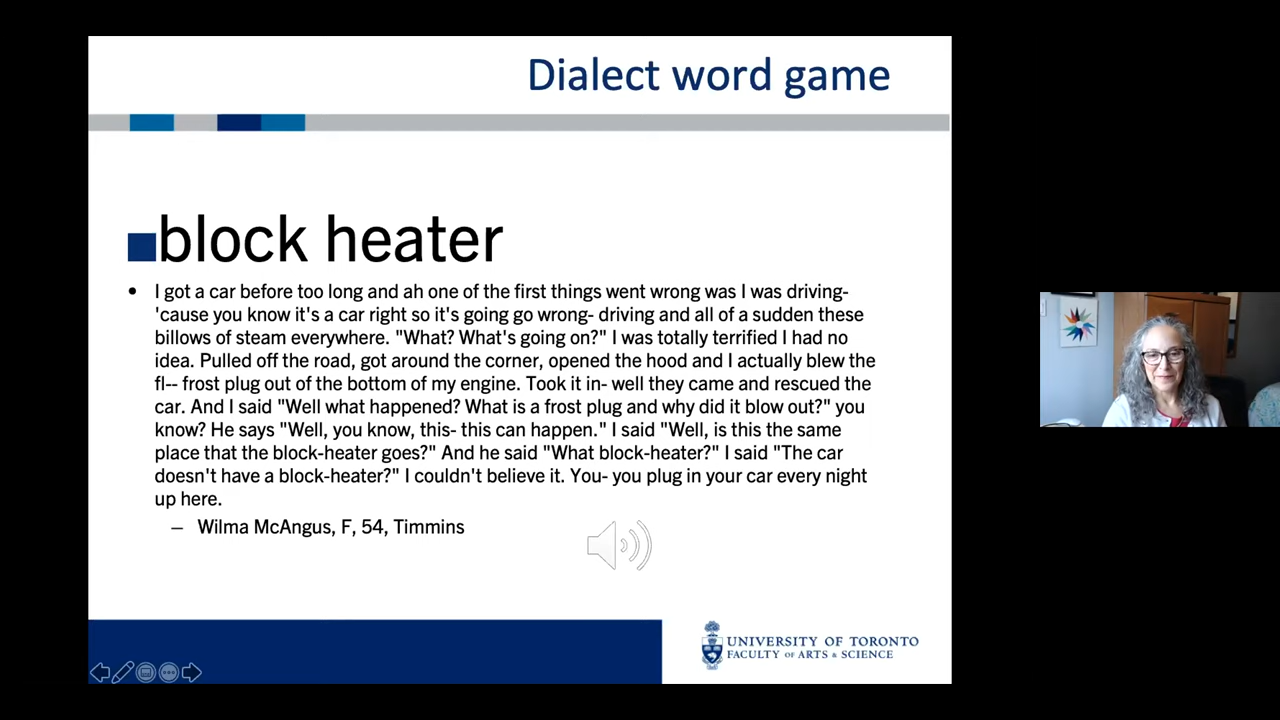 Dialect word game
block heater
I got a car before too long and ah one of the first things went wrong was I was driving-
'cause you know it's a car right so it's going go wrong- driving and all of a sudden these
billows of steam everywhere. "What? What's going on?" I was totally terrified I had no
idea. Pulled off the road, got around the corner, opened the hood and I actually blew the
fl-- frost plug out of the bottom of my engine. Took it in- well they came and rescued the
car. And I said "Well what happened? What is a frost plug and why did it blow out?" you
know? He says "Well, you know, this- this can happen." I said "Well, is this the same
place that the block-heater goes?" And he said "What block-heater?" I said "The car
doesn't have a block-heater?" I couldn't believe it. You- you plug in your car every night
up here.
– Wilma McAngus, F, 54, Timmins
UNIVERSITY OF TORONTO
FACULTY OF ARTS & SCIENCE